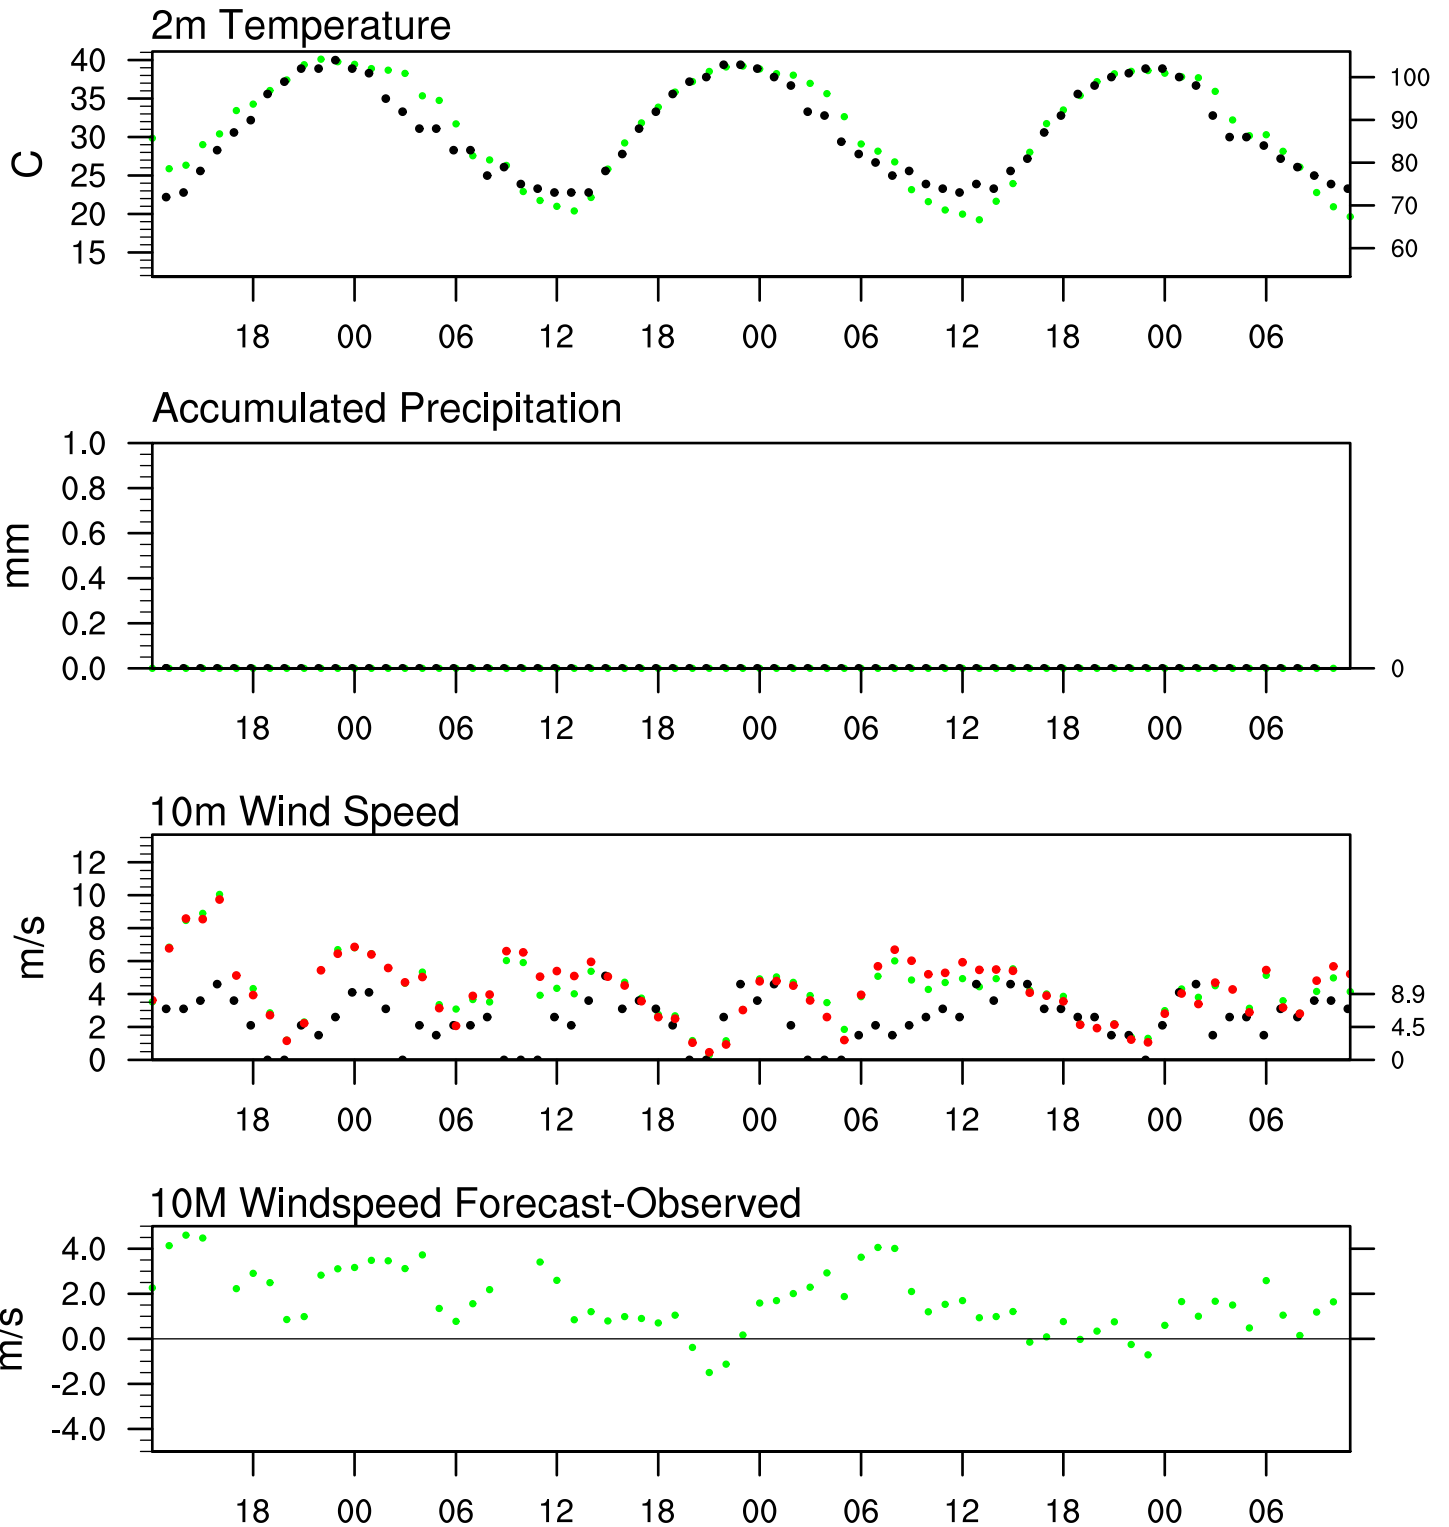 2m Temperature
40
35
30
25
20
15
C
100
90
80
70
60
18 00 06 12 18 00 06 12 18 00 06
Accumulated Precipitation
1.0
0.8
0.6
0.4
0.2
0.0
mm
0
18 00 06 12 18 00 06 12 18 00 06
10m Wind Speed
12
10
8
6
4
2
0
m/s
8.9
4.5
0
18 00 06 12 18 00 06 12 18 00 06
10M Windspeed Forecast-Observed
4.0
2.0
0.0
-2.0
-4.0
m/s
18 00 06 12 18 00 06 12 18 00 06